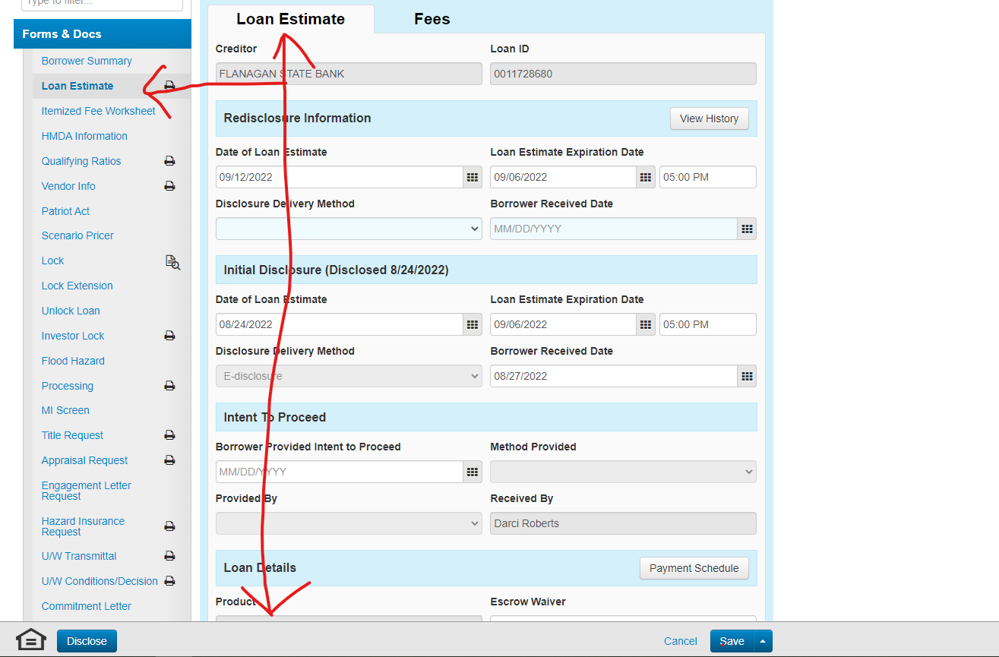 Type to filter...
Forms & Docs
Borrower Summary
Loan Estimate
Itemized Fee Worksheet
HMDA Information
Qualifying Ratios
Vendor Info
Patriot Act
Scenario Pricer
Lock
Lock Extension
Unlock Loan
Investor Lock
Flood Hazard
Processing
MI Screen
Title Request
Appraisal Request
Engagement Letter
Request
Hazard Insurance
Request
U/W Transmittal
U/W Conditions/Decision
Commitment Letter
Loan Estimate Fees
Creditor Loan ID
FLANAGAN STATE BANK 0011728680
Redisclosure Information View History
Date of Loan Estimate Loan Estimate Expiration Date
09/12/2022 09/06/2022 05:00 PM
Disclosure Delivery Method Borrower Received Date
MM/DD/YYYY
Initial Disclosure (Disclosed 8/24/2022)
Date of Loan Estimate Loan Estimate Expiration Date
08/24/2022 09/06/2022 05:00 PM
Disclosure Delivery Method Borrower Received Date
E-disclosure 08/27/2022
Intent To Proceed
Borrower Provided Intent to Proceed Method Provided
MM/DD/YYYY
Provided By Received By
Darci Roberts
Loan Details Payment Schedule
Product Escrow Waiver
Disclose Cancel Save